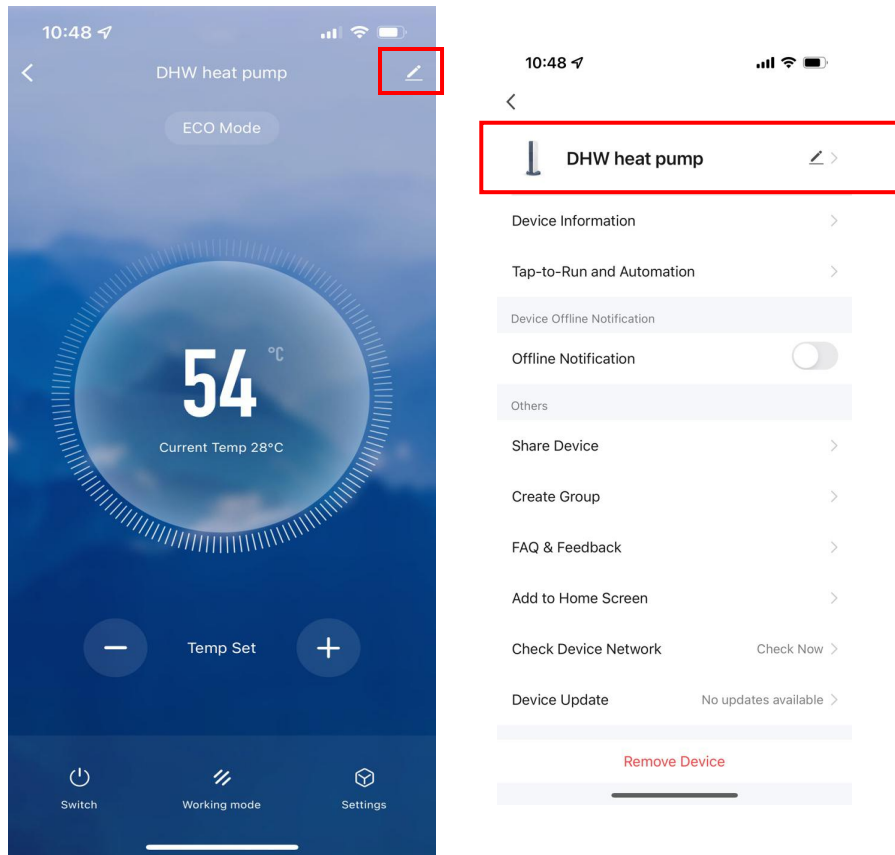 10:48
DHW heat pump
ECO Mode
54 °C
Current Temp 28°C
Temp Set
Switch
Working mode
Settings
10:48
DHW heat pump
Device Information
Tap-to-Run and Automation
Device Offline Notification
Offline Notification
Others
Share Device
Create Group
FAQ & Feedback
Add to Home Screen
Check Device Network Check Now
Device Update No updates available
Remove Device